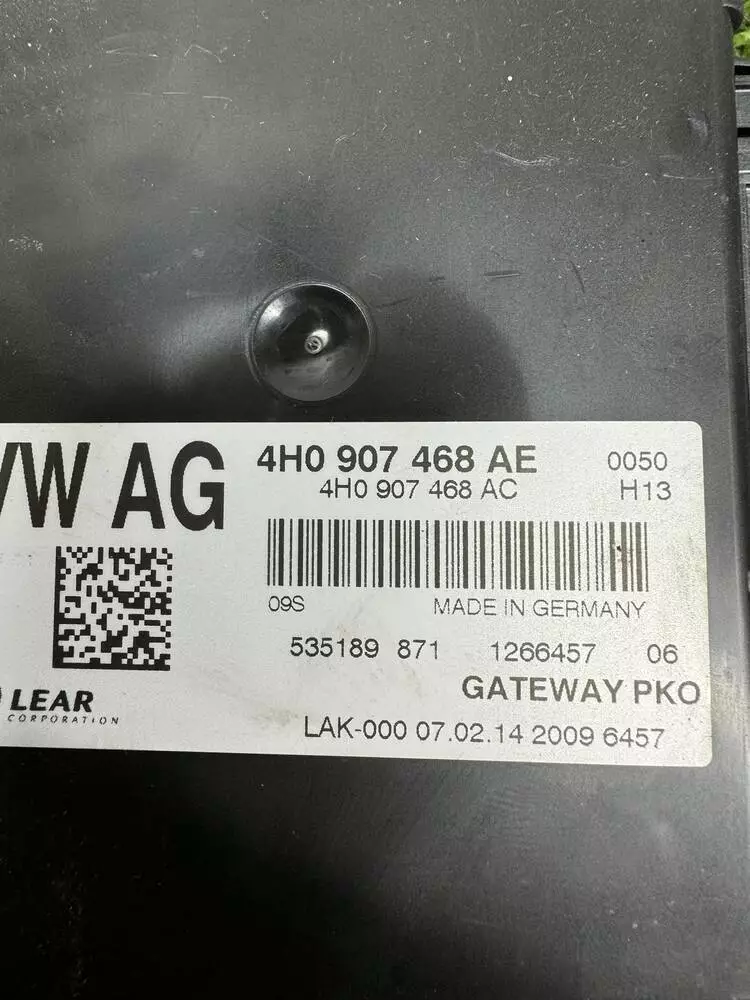 VW AG
4H0 907 468 AE 0050
4H0 907 468 AC H13
09S MADE IN GERMANY
535189 871 1266457 06
GATEWAY PKO
LEAR
CORPORATION
LAK-000 07.02.14 2009 6457